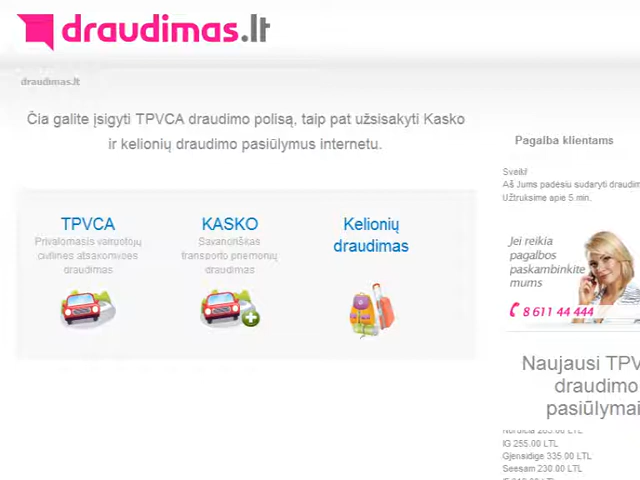 draudimas.lt
draudimas.lt
Čia galite įsigyti TPVCA draudimo polisą, taip pat užsisakyti Kasko
ir kelionių draudimo pasiūlymus internetu.
TPVCA
Privalomasis vairuotojų
civilinės atsakomybės
draudimas
KASKO
Savanoriškas
transporto priemonių
draudimas
Kelionių
draudimas
Pagalba klientams
Sveiki!
Aš Jums padėsiu sudaryti draudim
Užtruksime apie 5 min.
Jei reikia
pagalbos
paskambinkite
mums
8 611 44 444
Naujausi TPV
draudimo
pasiūlymai
IG 255.00 LTL
Gjensidige 335.00 LTL
Seesam 230.00 LTL